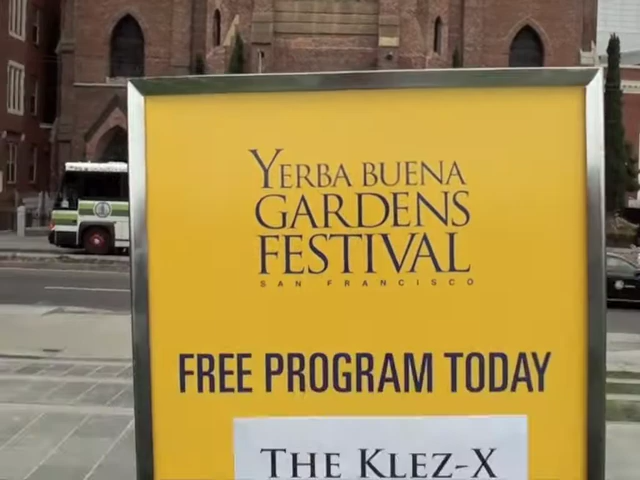 YERBA BUENA
GARDENS
FESTIVAL
SAN FRANCISCO
FREE PROGRAM TODAY
THE KLEZ-X